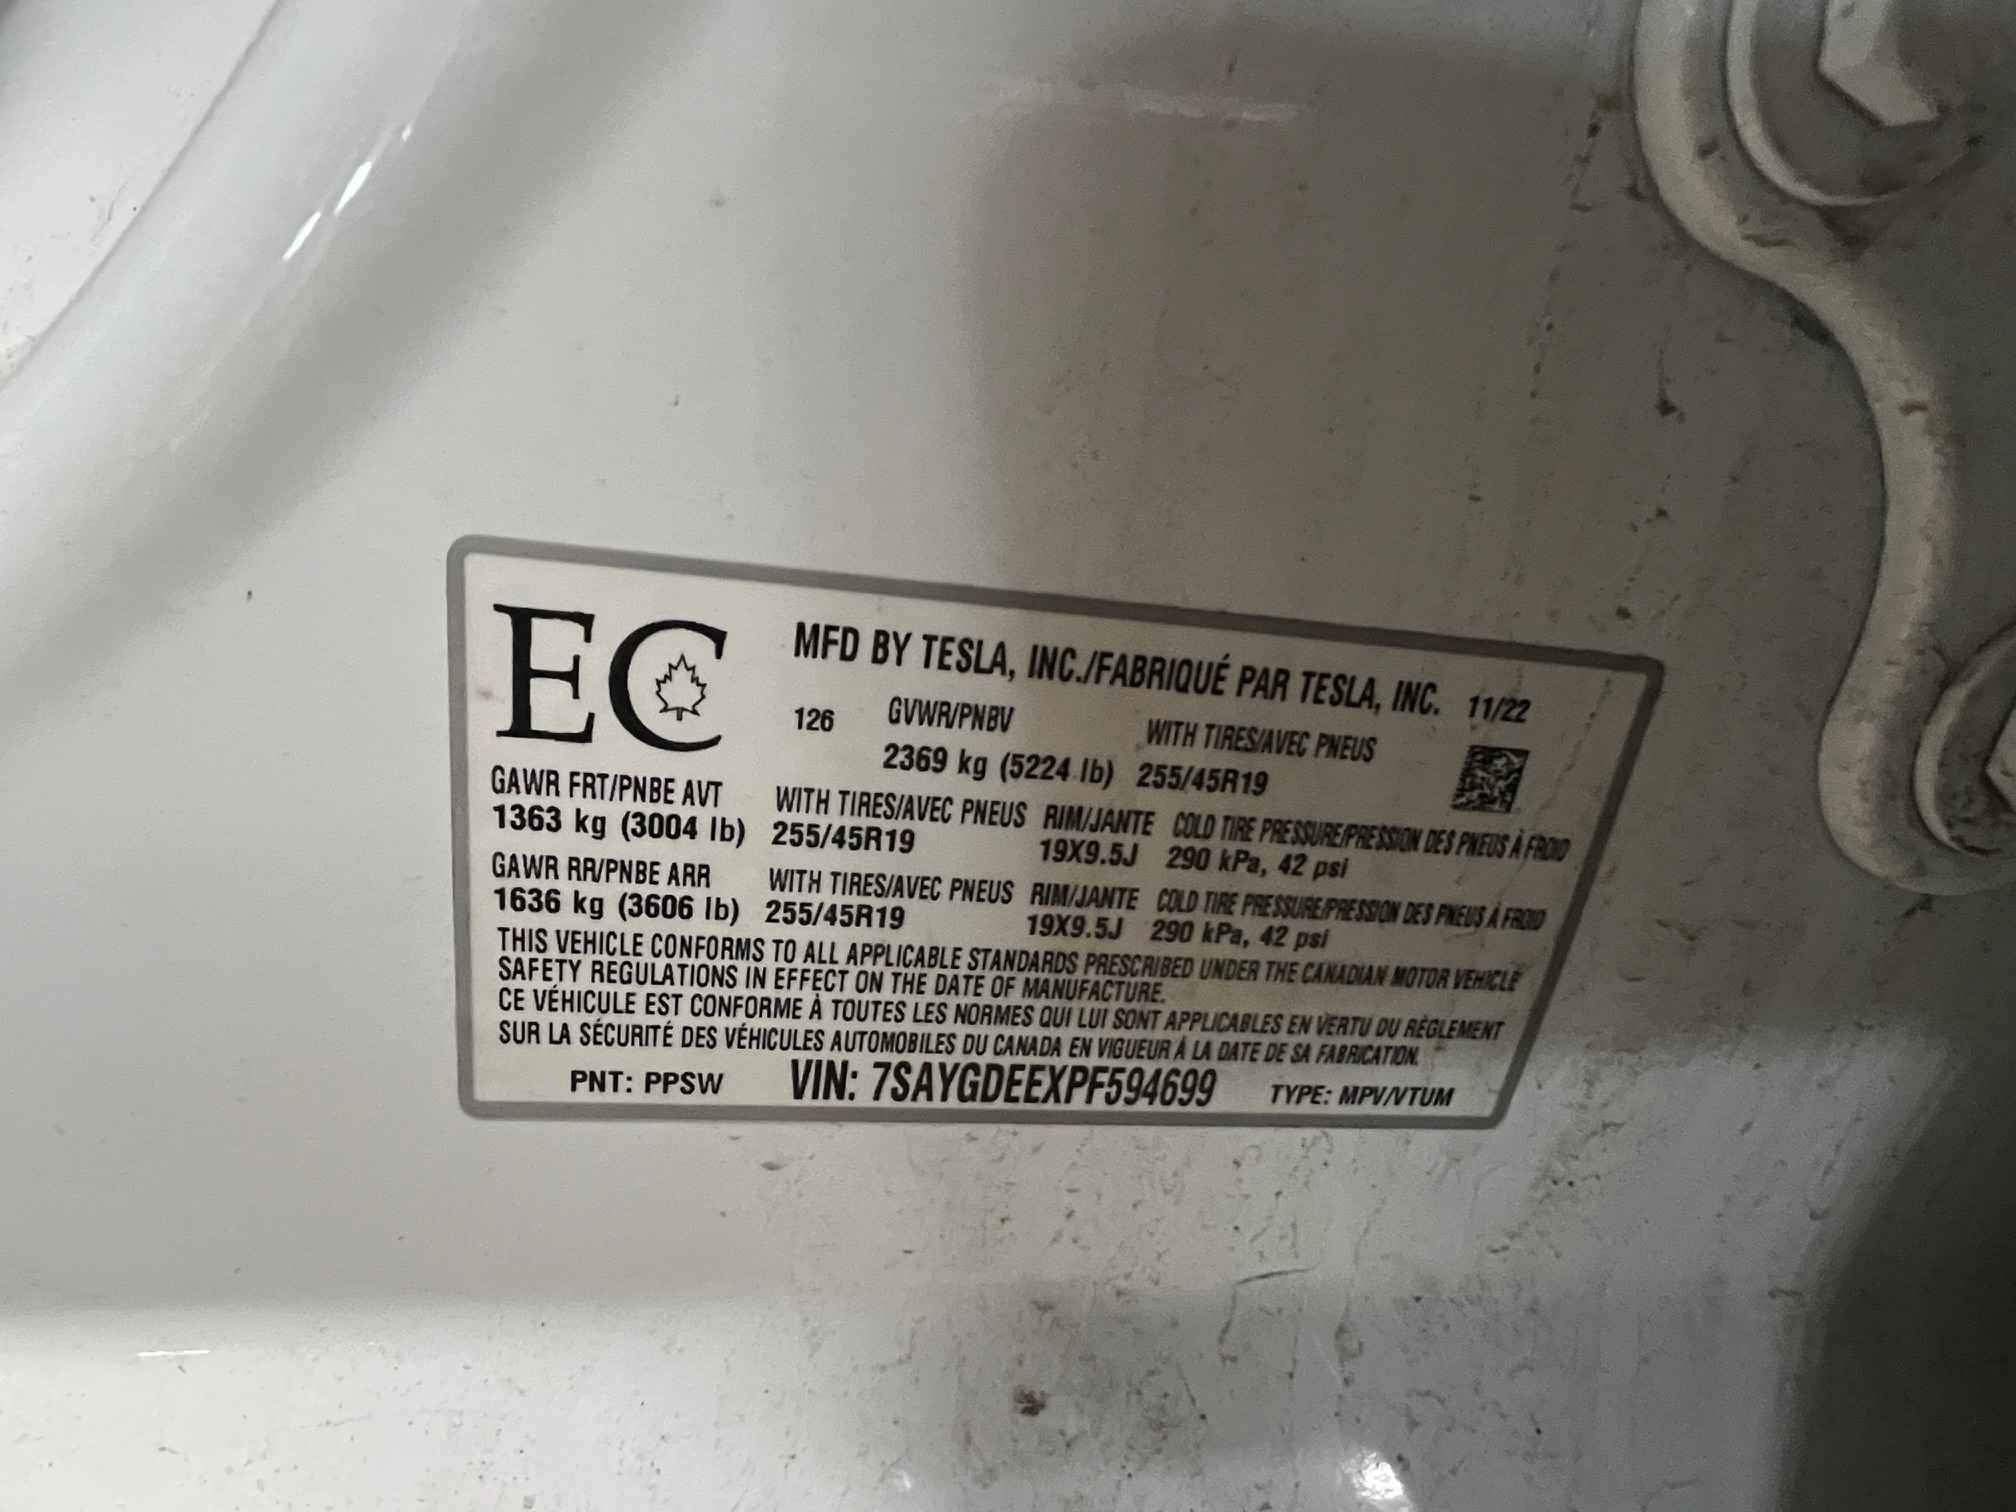 EC
MFD BY TESLA, INC./FABRIQUÉ PAR TESLA, INC. 11/22
126 GVWR/PNBV WITH TIRES/AVEC PNEUS
2369 kg (5224 lb) 255/45R19
GAWR FRT/PNBE AVT WITH TIRES/AVEC PNEUS RIM/JANTE COLD TIRE PRESSURE/PRESSION DES PNEUS À FROID
1363 kg (3004 lb) 255/45R19 19X9.5J 290 kPa, 42 psi
GAWR RR/PNBE ARR WITH TIRES/AVEC PNEUS RIM/JANTE COLD TIRE PRESSURE/PRESSION DES PNEUS À FROID
1636 kg (3606 lb) 255/45R19 19X9.5J 290 kPa, 42 psi
THIS VEHICLE CONFORMS TO ALL APPLICABLE STANDARDS PRESCRIBED UNDER THE CANADIAN MOTOR VEHICLE
SAFETY REGULATIONS IN EFFECT ON THE DATE OF MANUFACTURE.
CE VÉHICULE EST CONFORME À TOUTES LES NORMES QUI LUI SONT APPLICABLES EN VERTU DU RÈGLEMENT
SUR LA SÉCURITÉ DES VÉHICULES AUTOMOBILES DU CANADA EN VIGUEUR À LA DATE DE SA FABRICATION.
PNT: PPSW VIN: 7SAYGDEEXPF594699 TYPE: MPV/VTUM